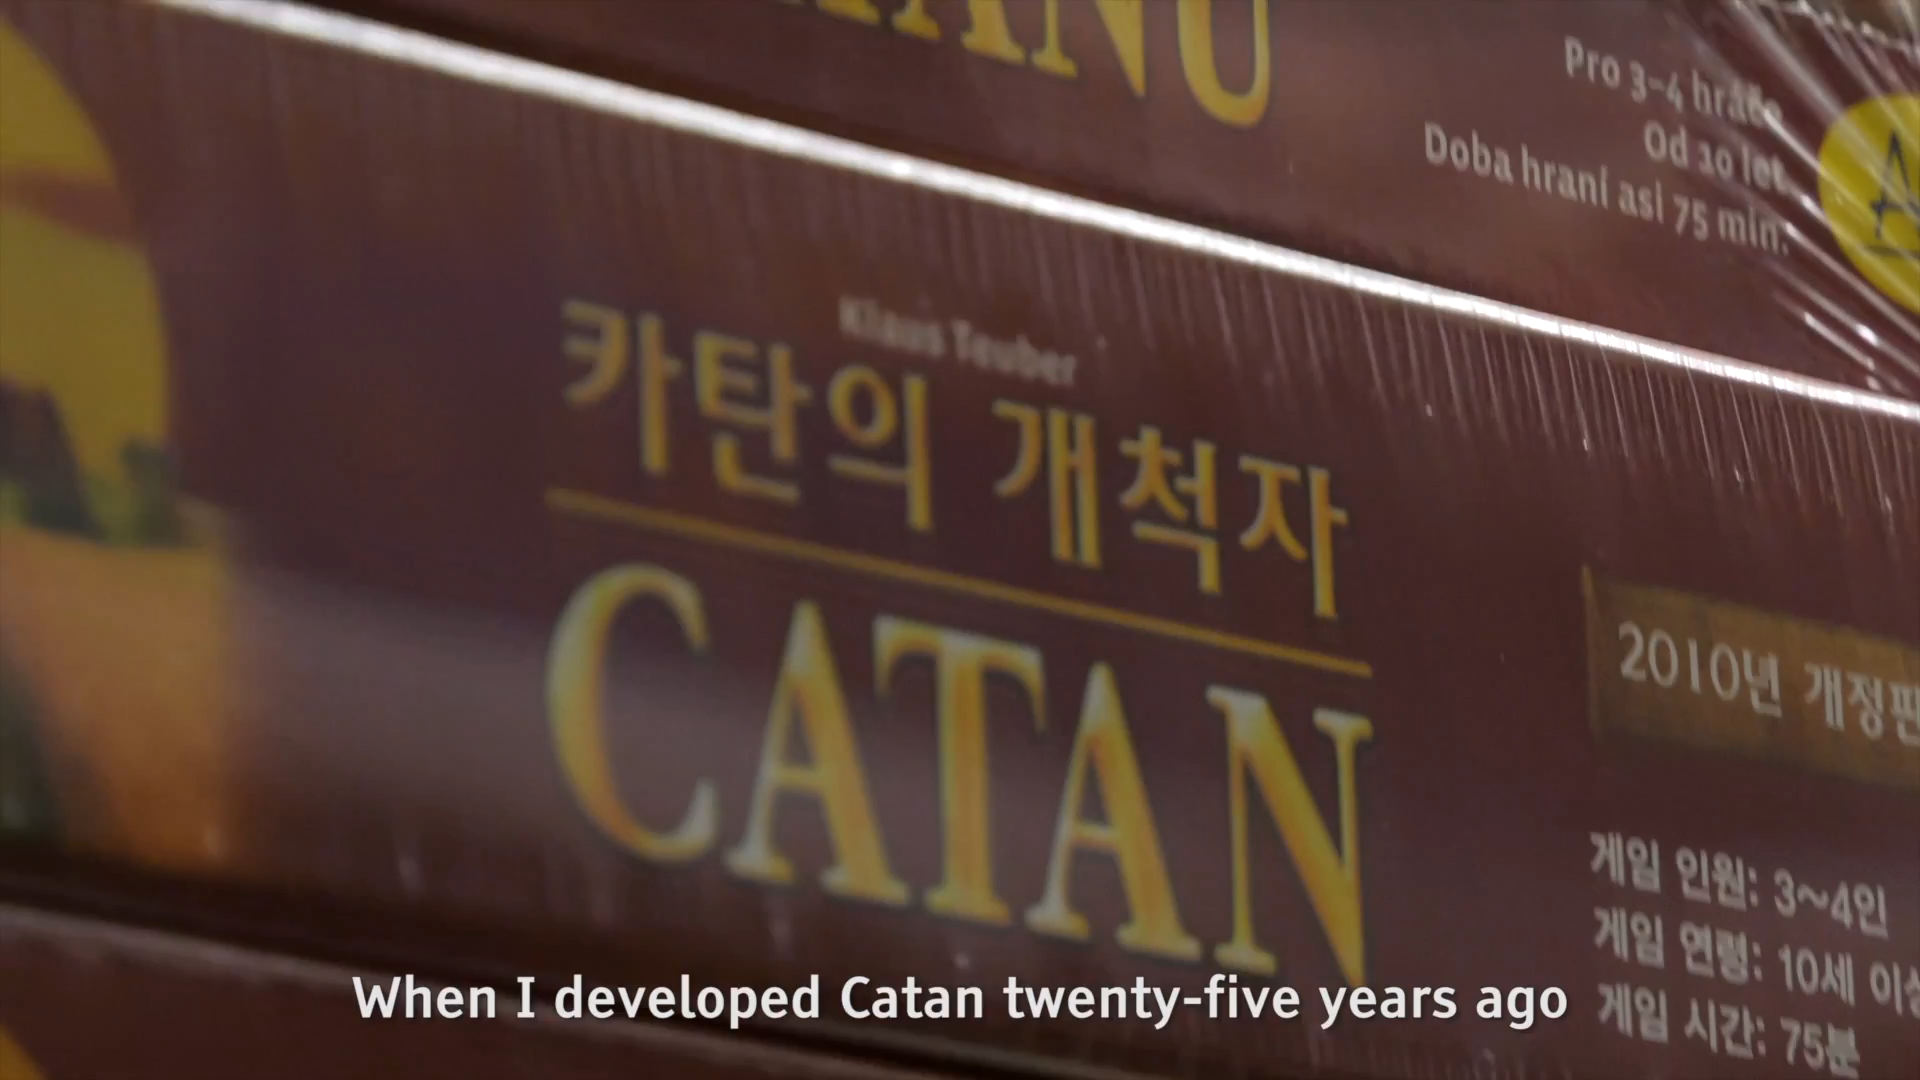 Pro 3-4 hráče
Od 10 let
Doba hraní asi 75 min.
Klaus Teuber
카탄의 개척자
CATAN
2010년 개정판
게임 인원: 3~4인
게임 연령: 10세
게임 시간: 75분
When I developed Catan twenty-five years ago